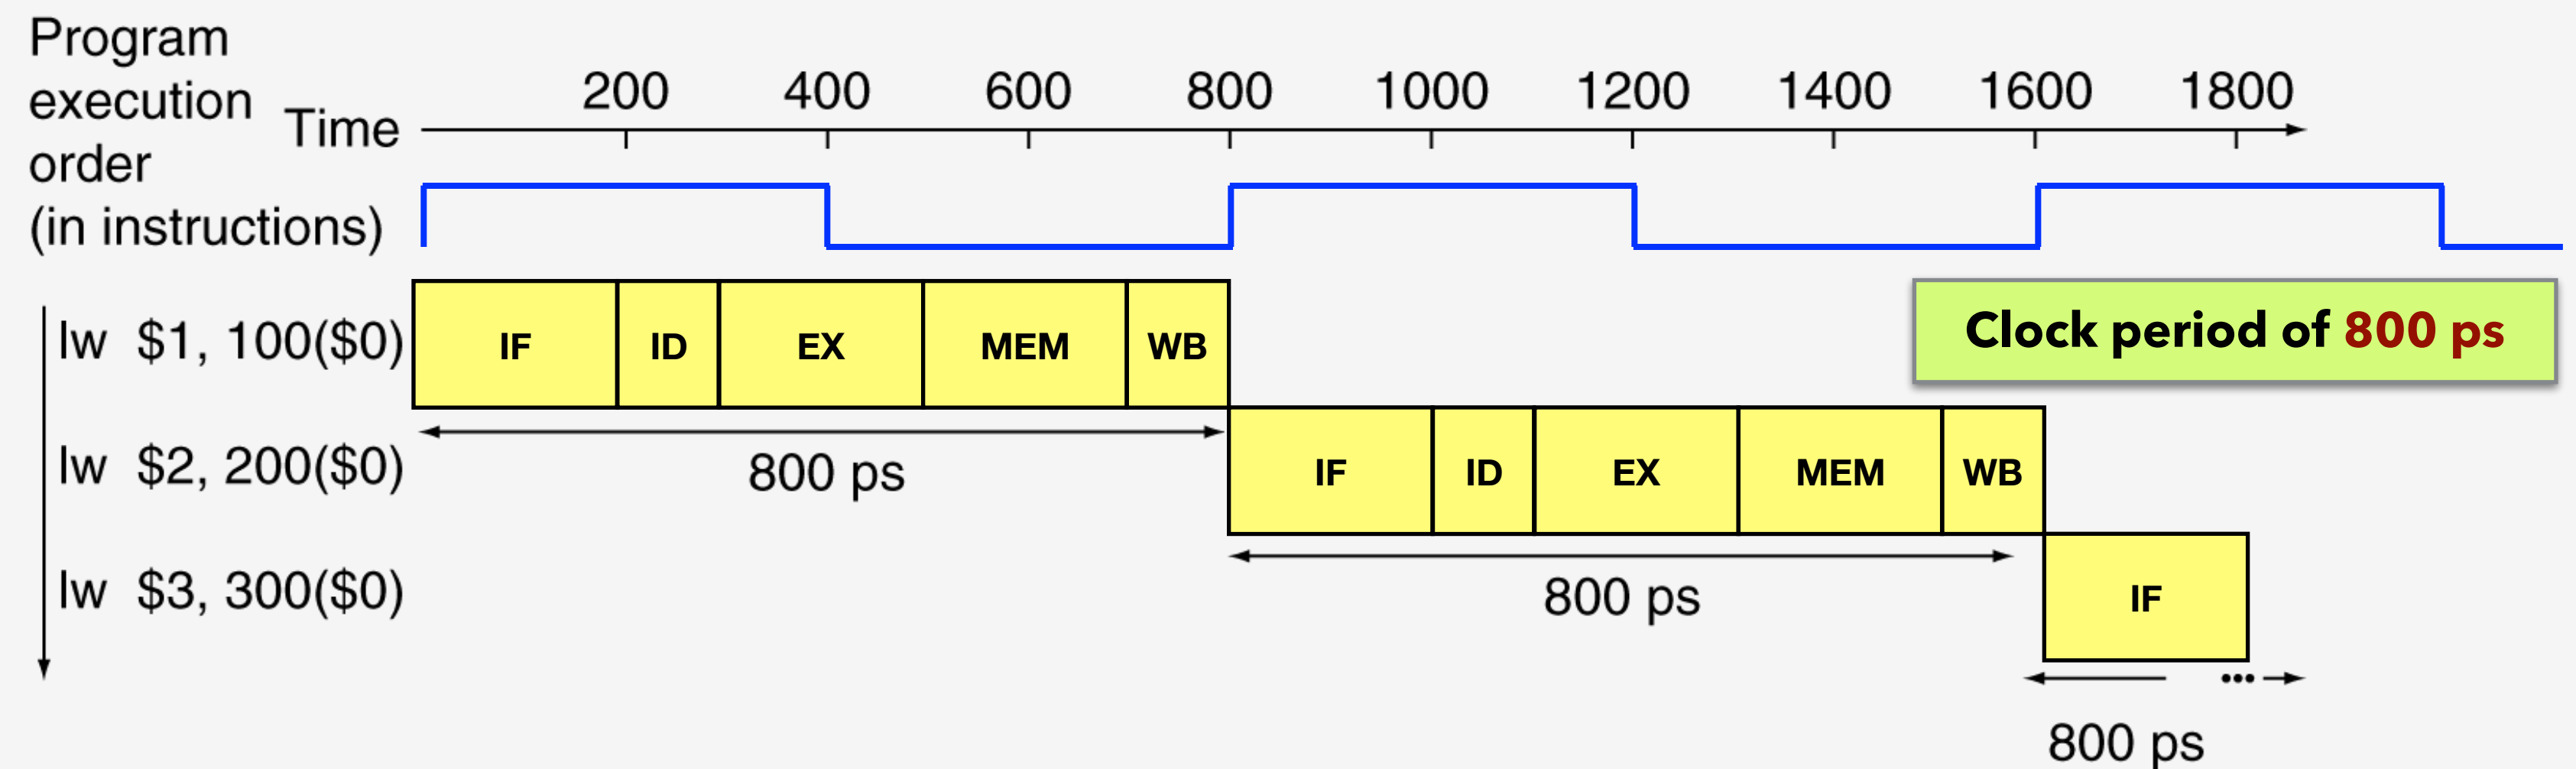 Program
execution
order
(in instructions)
Time
200 400 600 800 1000 1200 1400 1600 1800
Clock period of 800 ps
lw $1, 100($0) IF ID EX MEM WB
800 ps
lw $2, 200($0) IF ID EX MEM WB
800 ps
lw $3, 300($0) IF
...
800 ps